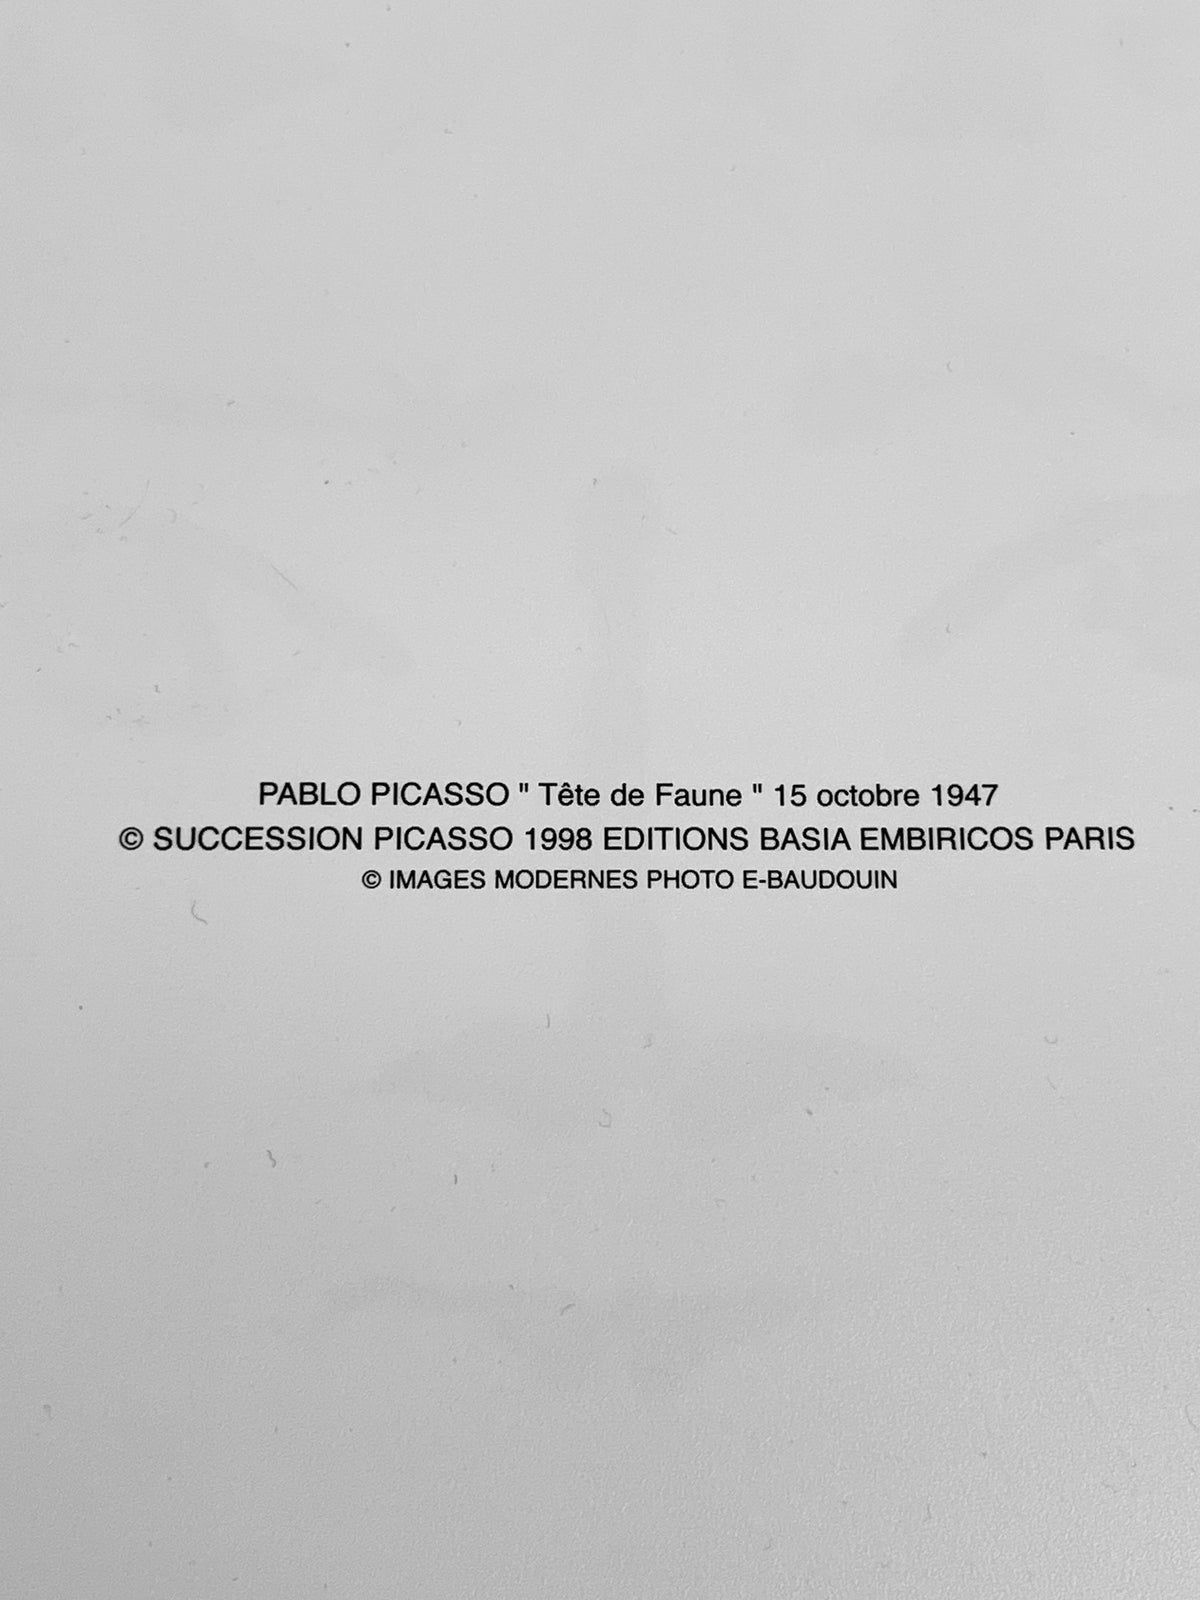 PABLO PICASSO " Tête de Faune " 15 octobre 1947
© SUCCESSION PICASSO 1998 EDITIONS BASIA EMBIRICOS PARIS
© IMAGES MODERNES PHOTO E-BAUDOUIN